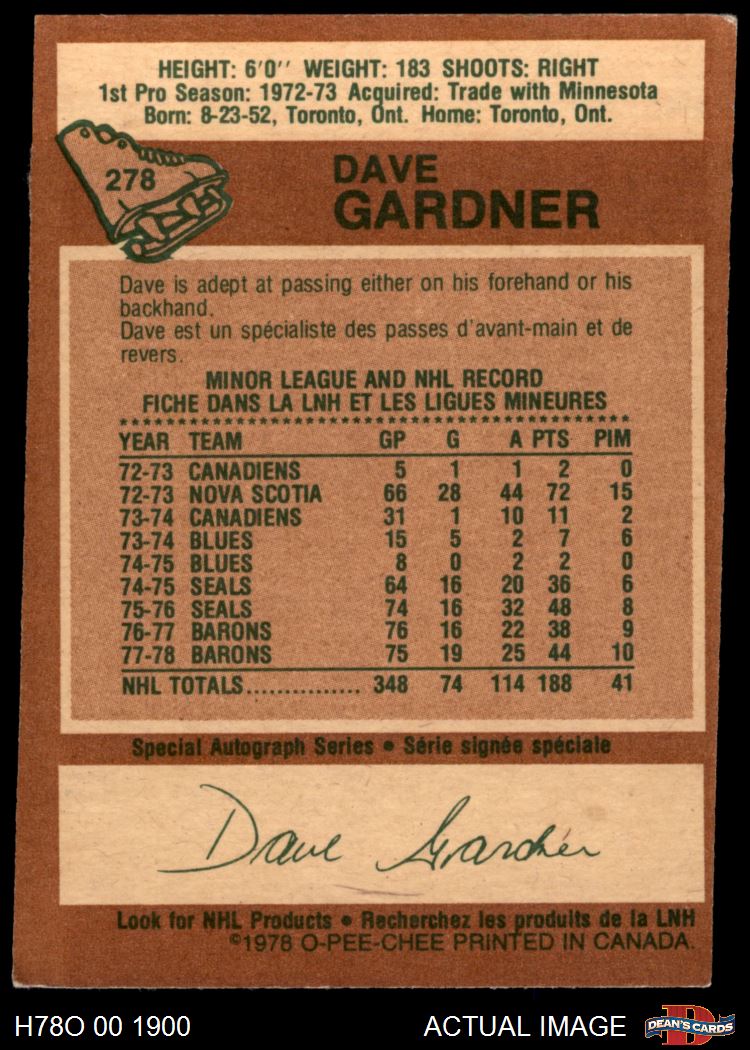 HEIGHT: 6'0'' WEIGHT: 183 SHOOTS: RIGHT
1st Pro Season: 1972-73 Acquired: Trade with Minnesota
Born: 8-23-52, Toronto, Ont. Home: Toronto, Ont.
278
DAVE
GARDNER
Dave is adept at passing either on his forehand or his
backhand.
Dave est un spécialiste des passes d'avant-main et de
revers.
MINOR LEAGUE AND NHL RECORD
FICHE DANS LA LNH ET LES LIGUES MINEURES
YEAR TEAM GP G A PTS PIM
72-73 CANADIENS 5 1 1 2 0
72-73 NOVA SCOTIA 66 28 44 72 15
73-74 CANADIENS 31 1 10 11 2
73-74 BLUES 15 5 2 7 6
74-75 BLUES 8 0 2 2 0
74-75 SEALS 64 16 20 36 6
75-76 SEALS 74 16 32 48 8
76-77 BARONS 76 16 22 38 9
77-78 BARONS 75 19 25 44 10
NHL TOTALS................ 348 74 114 188 41
Special Autograph Series • Série signée spéciale
Dave Gardner
Look for NHL Products • Recherchez les produits de la LNH
©1978 O-PEE-CHEE PRINTED IN CANADA.
H78O 00 1900 ACTUAL IMAGE
D
DEAN'S CARDS